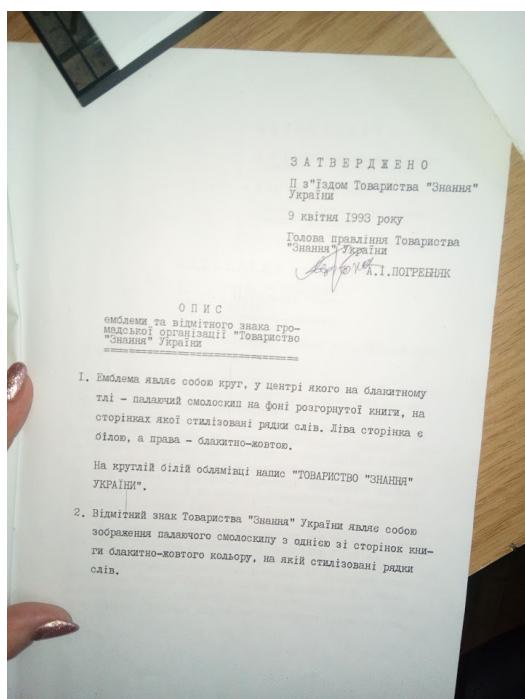 З А Т В Е Р Д Ж Е Н О
II з"їздом Товариства "Знання"
України
9 квітня 1993 року
Голова правління Товариства
"Знання" України
А.І.ПОГРЕБНЯК
О П И С
емблеми та відмітного знака гро-
мадської організації "Товариство
"Знання" України
==============================
1. Емблема являє собою круг, у центрі якого на блакитному
тлі - палаючий смолоскип на фоні розгорнутої книги, на
сторінках якої стилізовані рядки слів. Ліва сторінка є
білою, а права - блакитно-жовтою.
На круглій білій облямівці напис "ТОВАРИСТВО "ЗНАННЯ"
УКРАЇНИ".
2. Відмітний знак Товариства "Знання" України являє собою
зображення палаючого смолоскипу з однією зі сторінок кни-
ги блакитно-жовтого кольору, на якій стилізовані рядки
слів.